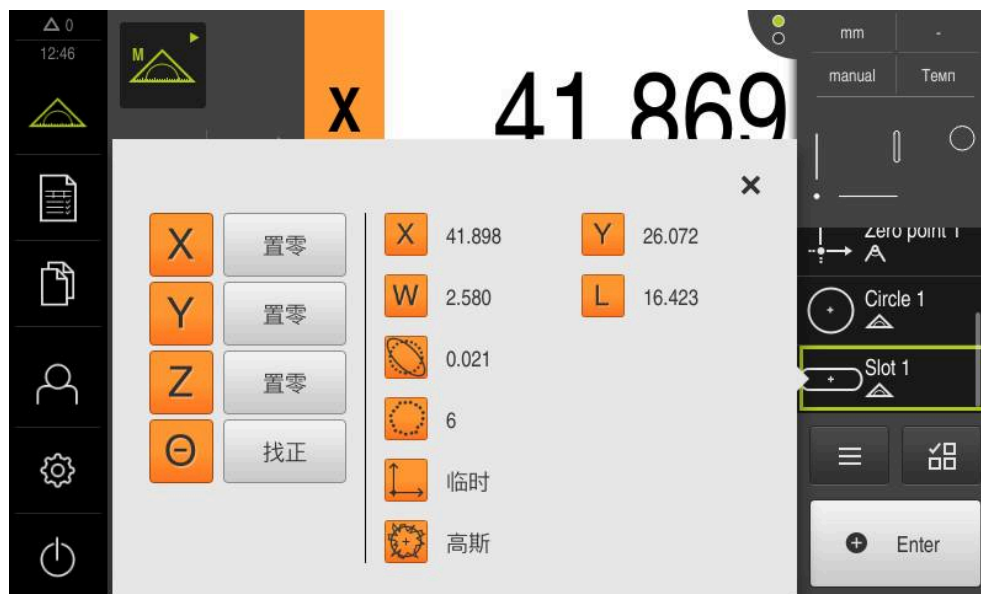 0
12:46
M
X
41.869
mm
-
manual
Темп
X
置零
Y
置零
Z
置零
Θ
找正
X
41.898
Y
26.072
W
2.580
L
16.423
0.021
6
临时
高斯
Zero point 1
Circle 1
Slot 1
Enter